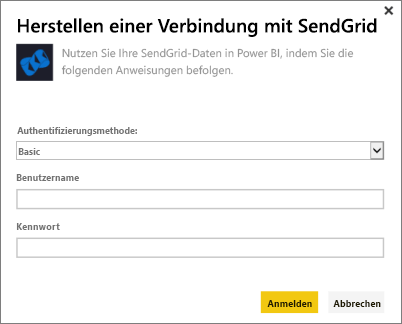 Herstellen einer Verbindung mit SendGrid
Nutzen Sie Ihre SendGrid-Daten in Power BI, indem Sie die
folgenden Anweisungen befolgen.
Authentifizierungsmethode:
Basic
Benutzername
Kennwort
Anmelden
Abbrechen